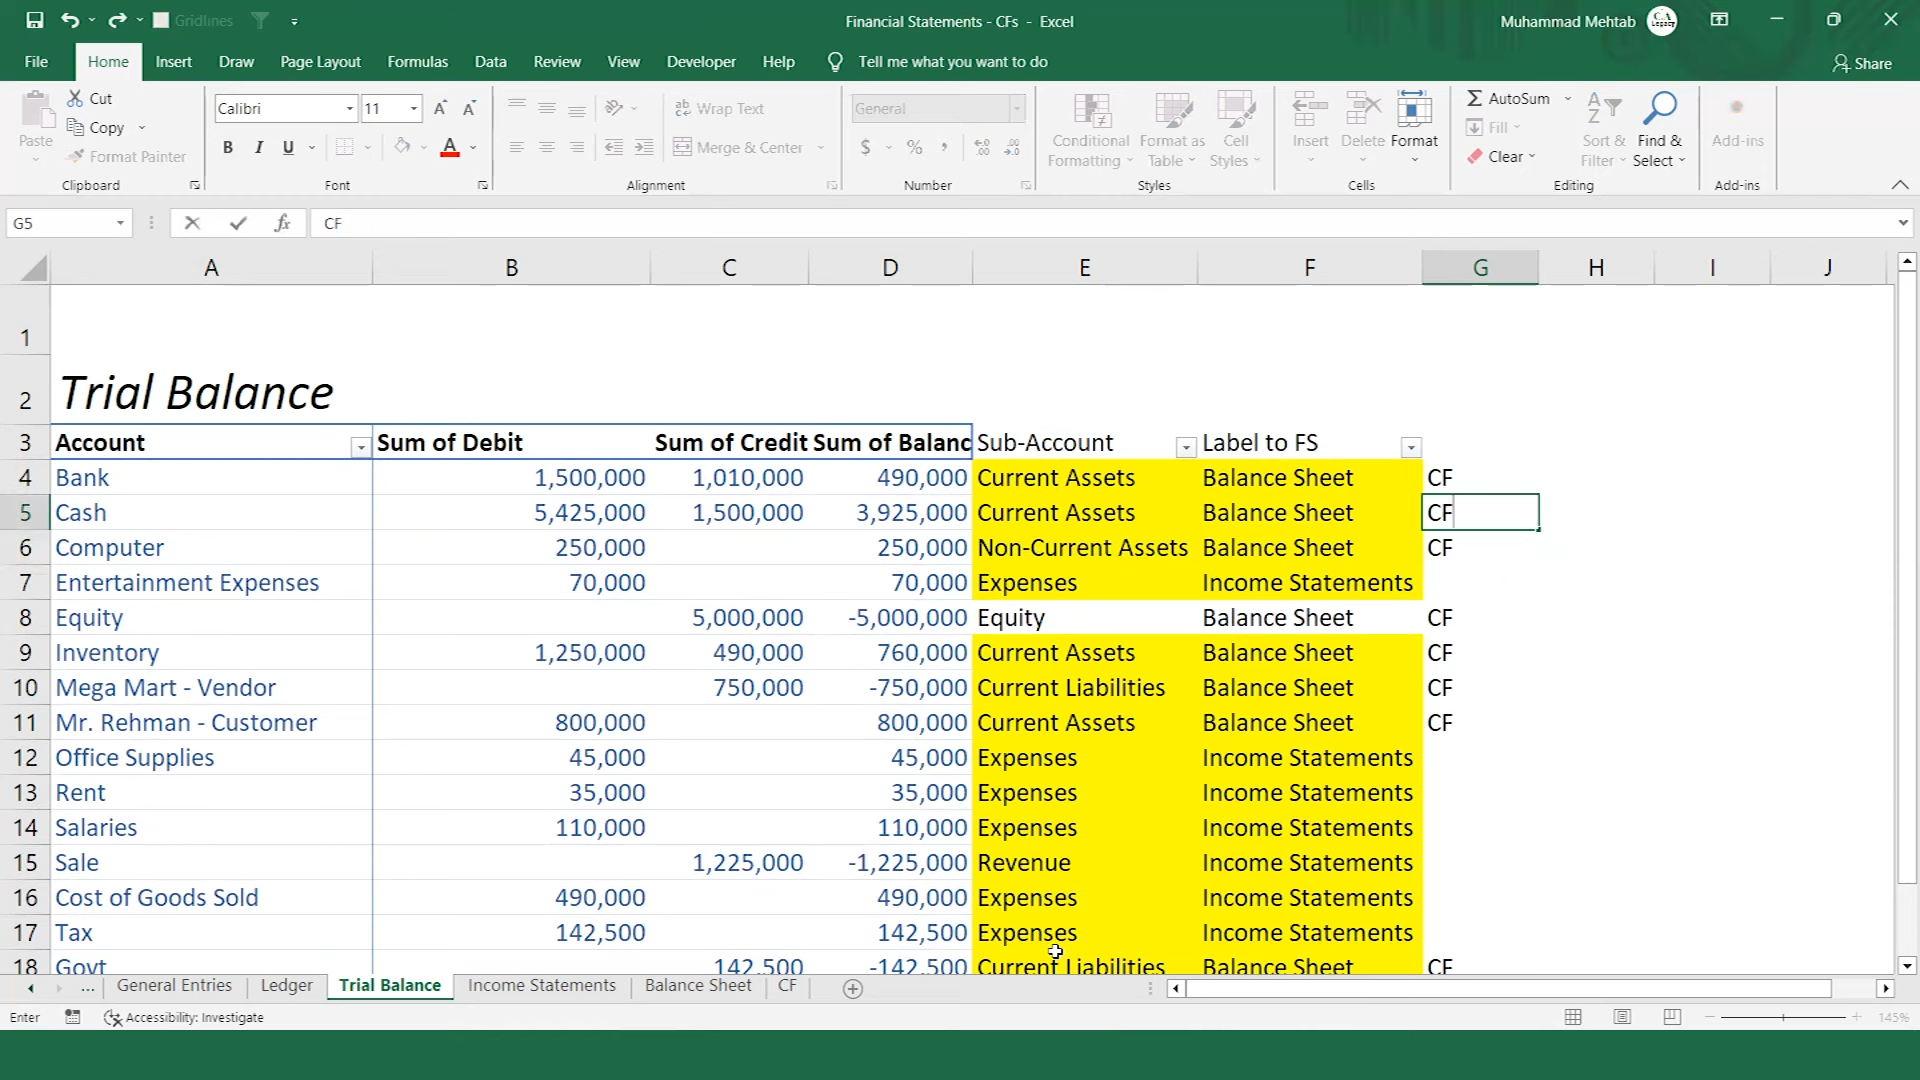 Gridlines
Financial Statements - CFs - Excel
Muhammad Mehtab
CA
Legacy
File Home Insert Draw Page Layout Formulas Data Review View Developer Help Tell me what you want to do Share
Paste
Cut
Copy
Format Painter
Clipboard
Calibri 11
B I U A
Font
Wrap Text
Merge & Center
Alignment
General
$ % ,
Number
Conditional Formatting
Format as Table
Cell Styles
Styles
Insert
Delete
Format
Cells
AutoSum
Fill
Clear
Sort & Filter
Find & Select
Editing
Add-ins
Add-ins
G5 fx CF
A B C D E F G H I J
1
2 Trial Balance
3 Account Sum of Debit Sum of Credit Sum of Balanc Sub-Account Label to FS
4 Bank 1,500,000 1,010,000 490,000 Current Assets Balance Sheet CF
5 Cash 5,425,000 1,500,000 3,925,000 Current Assets Balance Sheet CF
6 Computer 250,000 250,000 Non-Current Assets Balance Sheet CF
7 Entertainment Expenses 70,000 70,000 Expenses Income Statements
8 Equity 5,000,000 -5,000,000 Equity Balance Sheet CF
9 Inventory 1,250,000 490,000 760,000 Current Assets Balance Sheet CF
10 Mega Mart - Vendor 750,000 -750,000 Current Liabilities Balance Sheet CF
11 Mr. Rehman - Customer 800,000 800,000 Current Assets Balance Sheet CF
12 Office Supplies 45,000 45,000 Expenses Income Statements
13 Rent 35,000 35,000 Expenses Income Statements
14 Salaries 110,000 110,000 Expenses Income Statements
15 Sale 1,225,000 -1,225,000 Revenue Income Statements
16 Cost of Goods Sold 490,000 490,000 Expenses Income Statements
17 Tax 142,500 142,500 Expenses Income Statements
18 Govt 142,500 -142,500 Current Liabilities Balance Sheet CF
... General Entries Ledger Trial Balance Income Statements Balance Sheet CF
Enter Accessibility: Investigate 145%